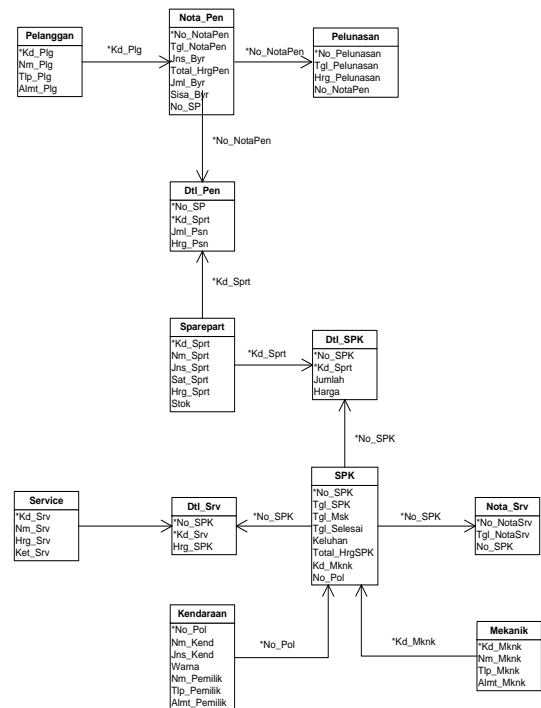 Pelanggan
*Kd_Plg
Nm_Plg
Tlp_Plg
Almt_Plg
*Kd_Plg
Nota_Pen
*No_NotaPen
Tgl_NotaPen
Jns_Byr
Total_HrgPen
Jml_Byr
Sisa_Byr
No_SP
*No_NotaPen
Pelunasan
*No_Pelunasan
Tgl_Pelunasan
Hrg_Pelunasan
No_NotaPen
*No_NotaPen
Dtl_Pen
*No_SP
*Kd_Sprt
Jml_Psn
Hrg_Psn
*Kd_Sprt
Sparepart
*Kd_Sprt
Nm_Sprt
Jns_Sprt
Sat_Sprt
Hrg_Sprt
Stok
*Kd_Sprt
Dtl_SPK
*No_SPK
*Kd_Sprt
Jumlah
Harga
*No_SPK
Service
*Kd_Srv
Nm_Srv
Hrg_Srv
Ket_Srv
Dtl_Srv
*No_SPK
*Kd_Srv
Hrg_SPK
*No_SPK
SPK
*No_SPK
Tgl_SPK
Tgl_Msk
Tgl_Selesai
Keluhan
Total_HrgSPK
Kd_Mknk
No_Pol
*No_SPK
Nota_Srv
*No_NotaSrv
Tgl_NotaSrv
No_SPK
Kendaraan
*No_Pol
Nm_Kend
Jns_Kend
Warna
Nm_Pemilik
Tlp_Pemilik
Almt_Pemilik
*No_Pol
*Kd_Mknk
Mekanik
*Kd_Mknk
Nm_Mknk
Tlp_Mknk
Almt_Mknk